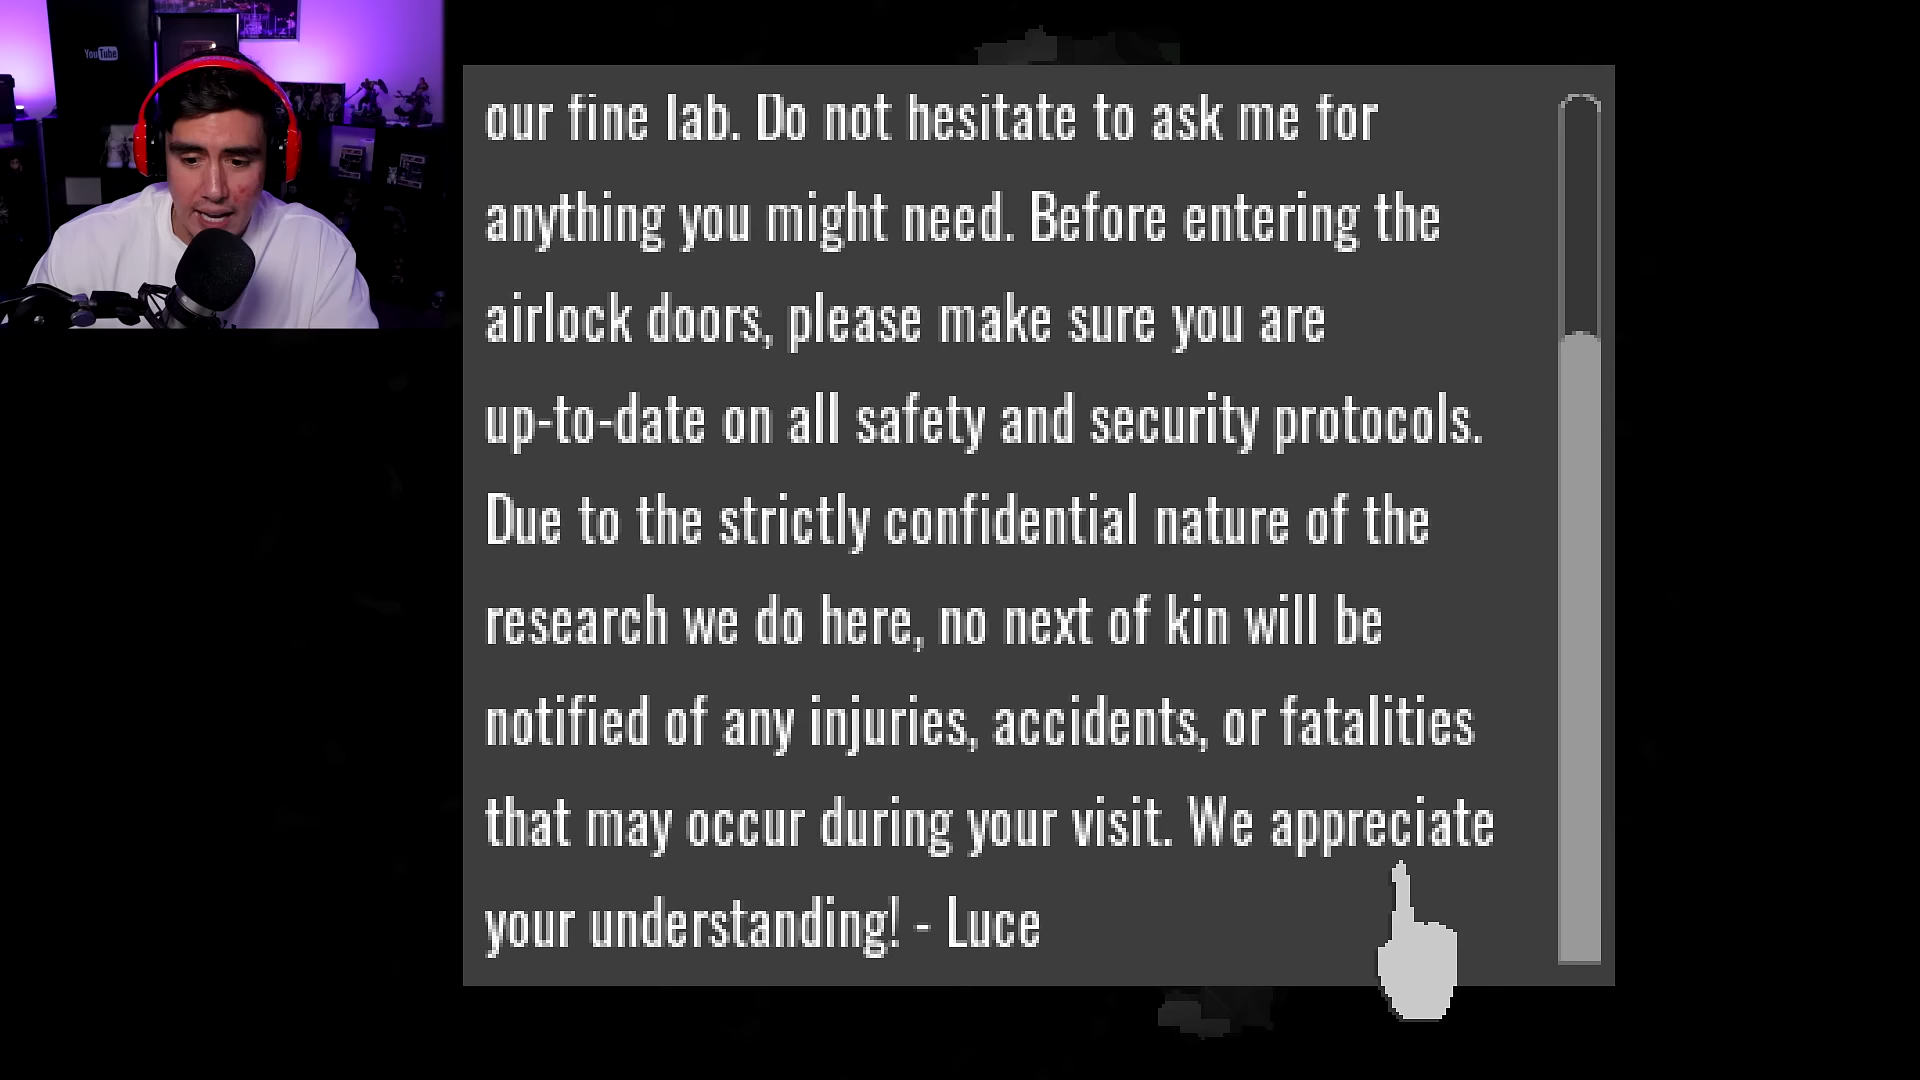 YouTube
our fine lab. Do not hesitate to ask me for
anything you might need. Before entering the
airlock doors, please make sure you are
up-to-date on all safety and security protocols.
Due to the strictly confidential nature of the
research we do here, no next of kin will be
notified of any injuries, accidents, or fatalities
that may occur during your visit. We appreciate
your understanding! - Luce